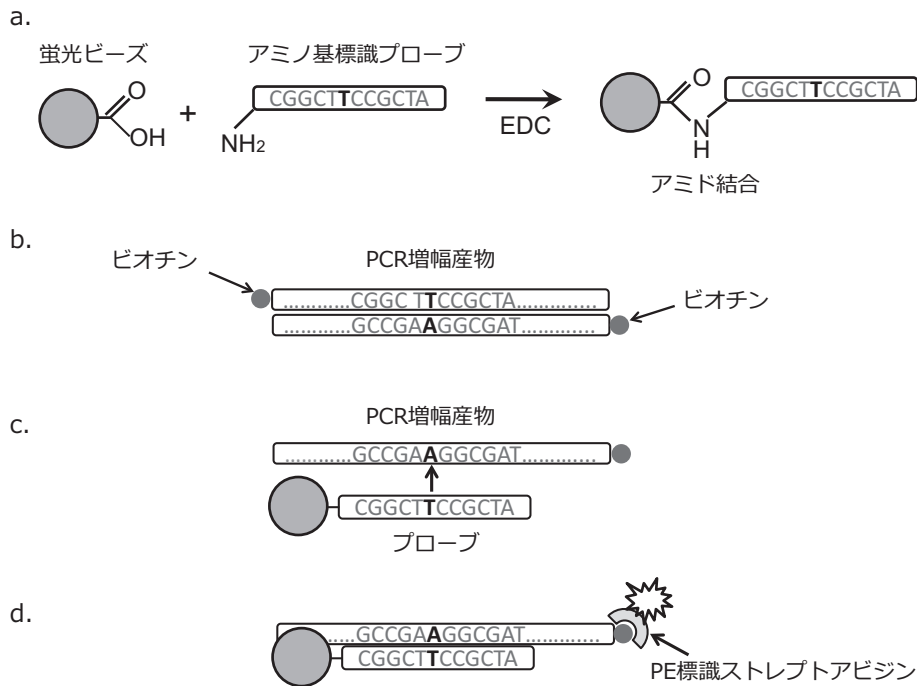 a.
蛍光ビーズ
アミノ基標識プローブ
O
OH
+
NH2
CGGCTTCCGCTA
EDC
O
N
H
CGGCTTCCGCTA
アミド結合
b.
ビオチン
PCR増幅産物
............CGGC TTCCGCTA..............
............GCCGAAGGCGAT..............
ビオチン
c.
PCR増幅産物
............GCCGAAGGCGAT..............
CGGCTTCCGCTA
プローブ
d.
.....GCCGAAGGCGAT..............
CGGCTTCCGCTA
PE標識ストレプトアビジン